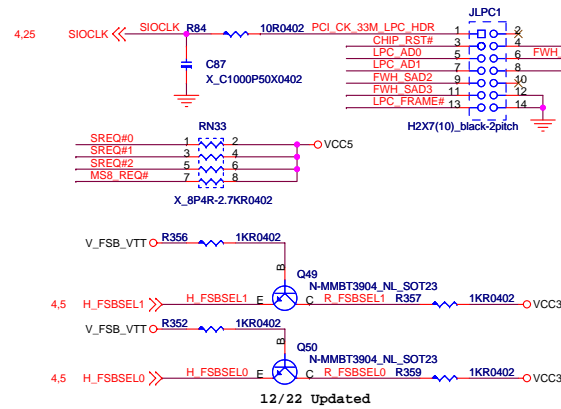 JLPC1
4,25 SIOCLK SIOCLK R84 10R0402 PCI_CK_33M_LPC_HDR 1 2
CHIP_RST# 3 4
LPC_AD0 5 6 FWH_
LPC_AD1 7 8
FWH_SAD2 9 10
FWH_SAD3 11 12
LPC_FRAME# 13 14
C87
X_C1000P50X0402
H2X7(10)_black-2pitch
RN33
SREQ#0 1 2 VCC5
SREQ#1 3 4
SREQ#2 5 6
MS8_REQ# 7 8
X_8P4R-2.7KR0402
V_FSB_VTT R356 1KR0402
B Q49
N-MMBT3904_NL_SOT23
4,5 H_FSBSEL1 H_FSBSEL1 E C R_FSBSEL1 R357 1KR0402 VCC3
V_FSB_VTT R352 1KR0402
B Q50
N-MMBT3904_NL_SOT23
4,5 H_FSBSEL0 H_FSBSEL0 E C R_FSBSEL0 R359 1KR0402 VCC3
12/22 Updated